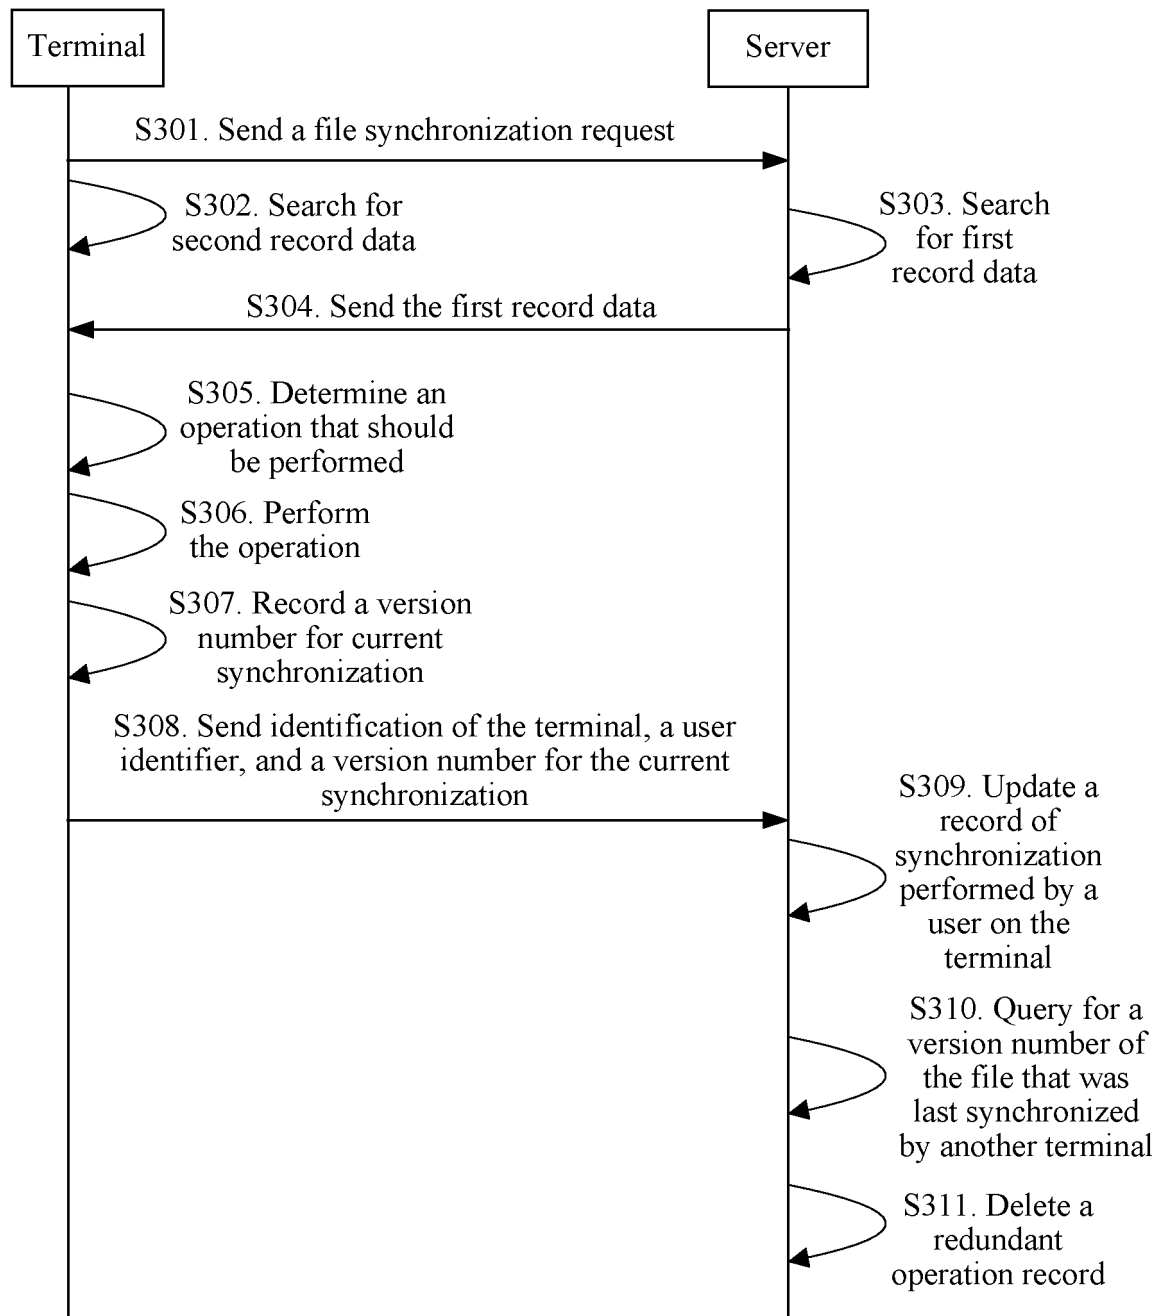 Terminal
Server
S301. Send a file synchronization request
S302. Search for
second record data
S303. Search
for first
record data
S304. Send the first record data
S305. Determine an
operation that should
be performed
S306. Perform
the operation
S307. Record a version
number for current
synchronization
S308. Send identification of the terminal, a user
identifier, and a version number for the current
synchronization
S309. Update a
record of
synchronization
performed by a
user on the
terminal
S310. Query for a
version number of
the file that was
last synchronized
by another terminal
S311. Delete a
redundant
operation record